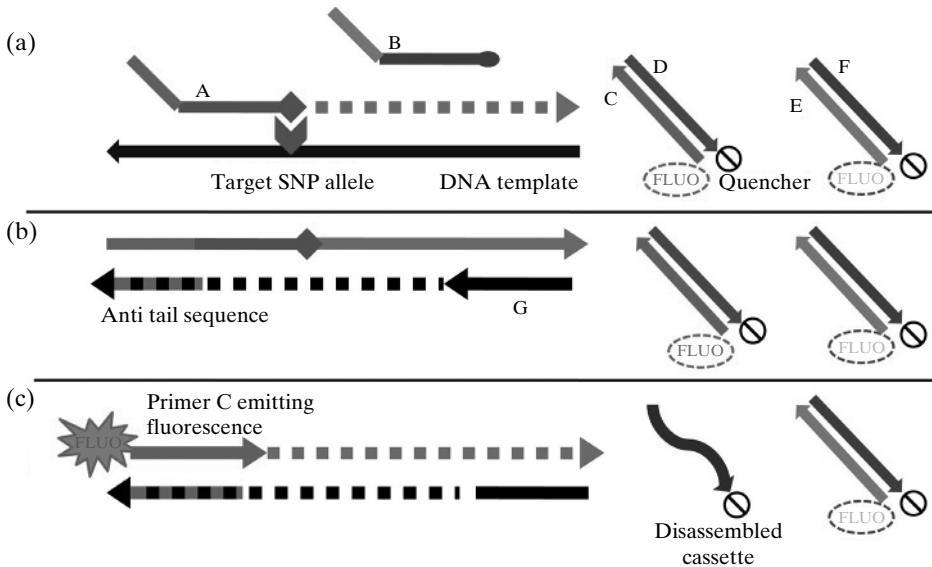 (a)
A
B
C
D
E
F
FLUO
Quencher
FLUO
Target SNP allele
DNA template
(b)
Anti tail sequence
G
FLUO
FLUO
(c)
Primer C emitting
fluorescence
FLUO
Disassembled
cassette
FLUO